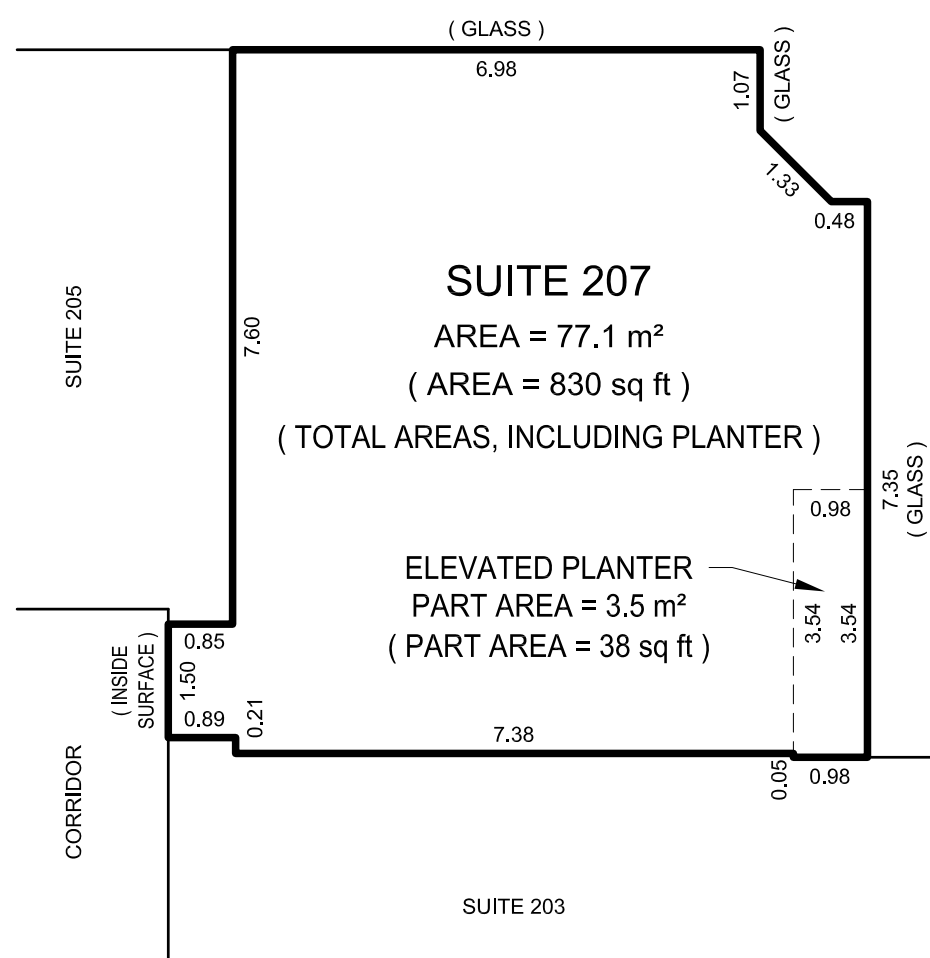 ( GLASS )
6.98
1.07
( GLASS )
1.33
0.48
SUITE 207
AREA = 77.1 m²
( AREA = 830 sq ft )
( TOTAL AREAS, INCLUDING PLANTER )
SUITE 205
7.60
7.35
( GLASS )
0.98
ELEVATED PLANTER
PART AREA = 3.5 m²
( PART AREA = 38 sq ft )
3.54
3.54
0.85
( INSIDE
SURFACE )
1.50
0.89
0.21
7.38
0.05
0.98
CORRIDOR
SUITE 203